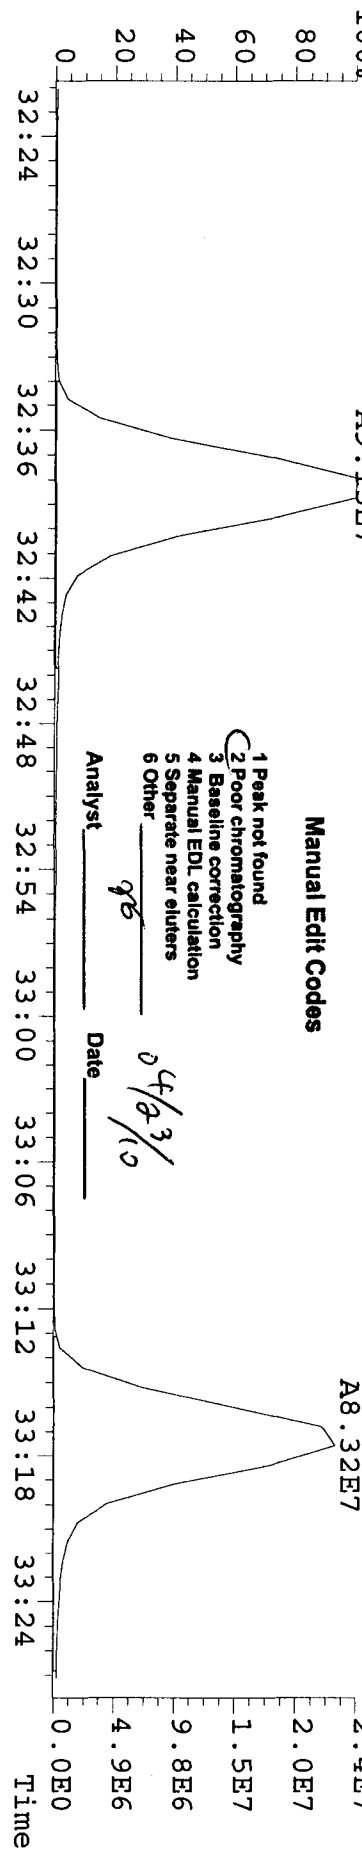 80
60
40
20
0
A8.32E7
2.0E7
1.5E7
9.8E6
4.9E6
0.0E0
32:24 32:30 32:36 32:42 32:48 32:54 33:00 33:06 33:12 33:18 33:24
Time
Manual Edit Codes
1 Peak not found
2 Poor chromatography
3 Baseline correction
4 Manual EDL calculation
5 Separate near eluters
6 Other
Analyst
Date
04/23/10